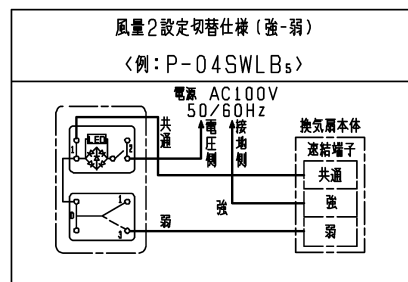 風量2設定切替仕様(強-弱)
<例:P-04SWLB5>
電源 AC100V
50/60Hz
換気扇本体
速結端子
共通
強
弱
共通
電圧側
接地側
強
弱
LED
1
2
0
1
3